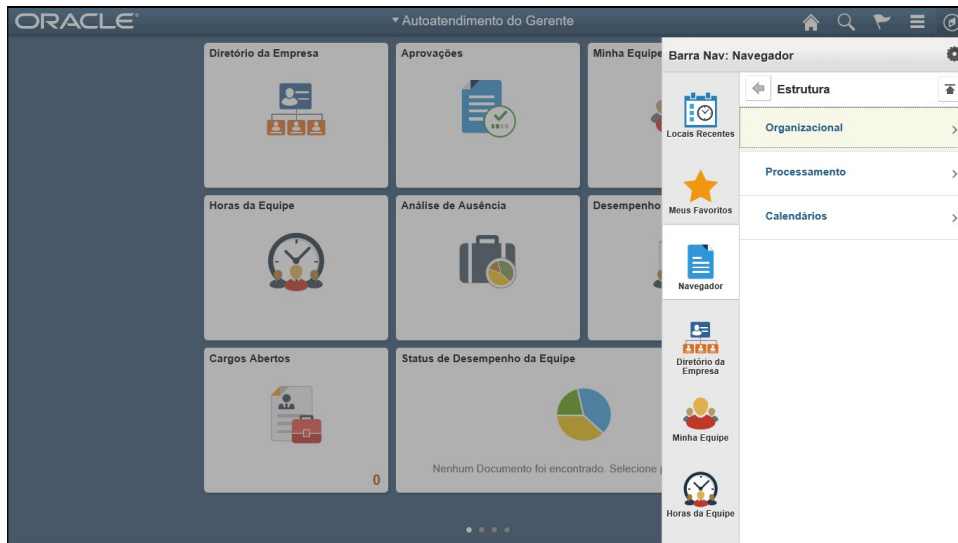 ORACLE®
Autoatendimento do Gerente
Diretório da Empresa
Aprovações
Minha Equipe
Horas da Equipe
Análise de Ausência
Desempenho
Cargos Abertos
0
Status de Desempenho da Equipe
Nenhum Documento foi encontrado. Selecione
Barra Nav: Navegador
Locais Recentes
Meus Favoritos
Navegador
Diretório da
Empresa
Minha Equipe
Horas da Equipe
Estrutura
Organizacional
Processamento
Calendários